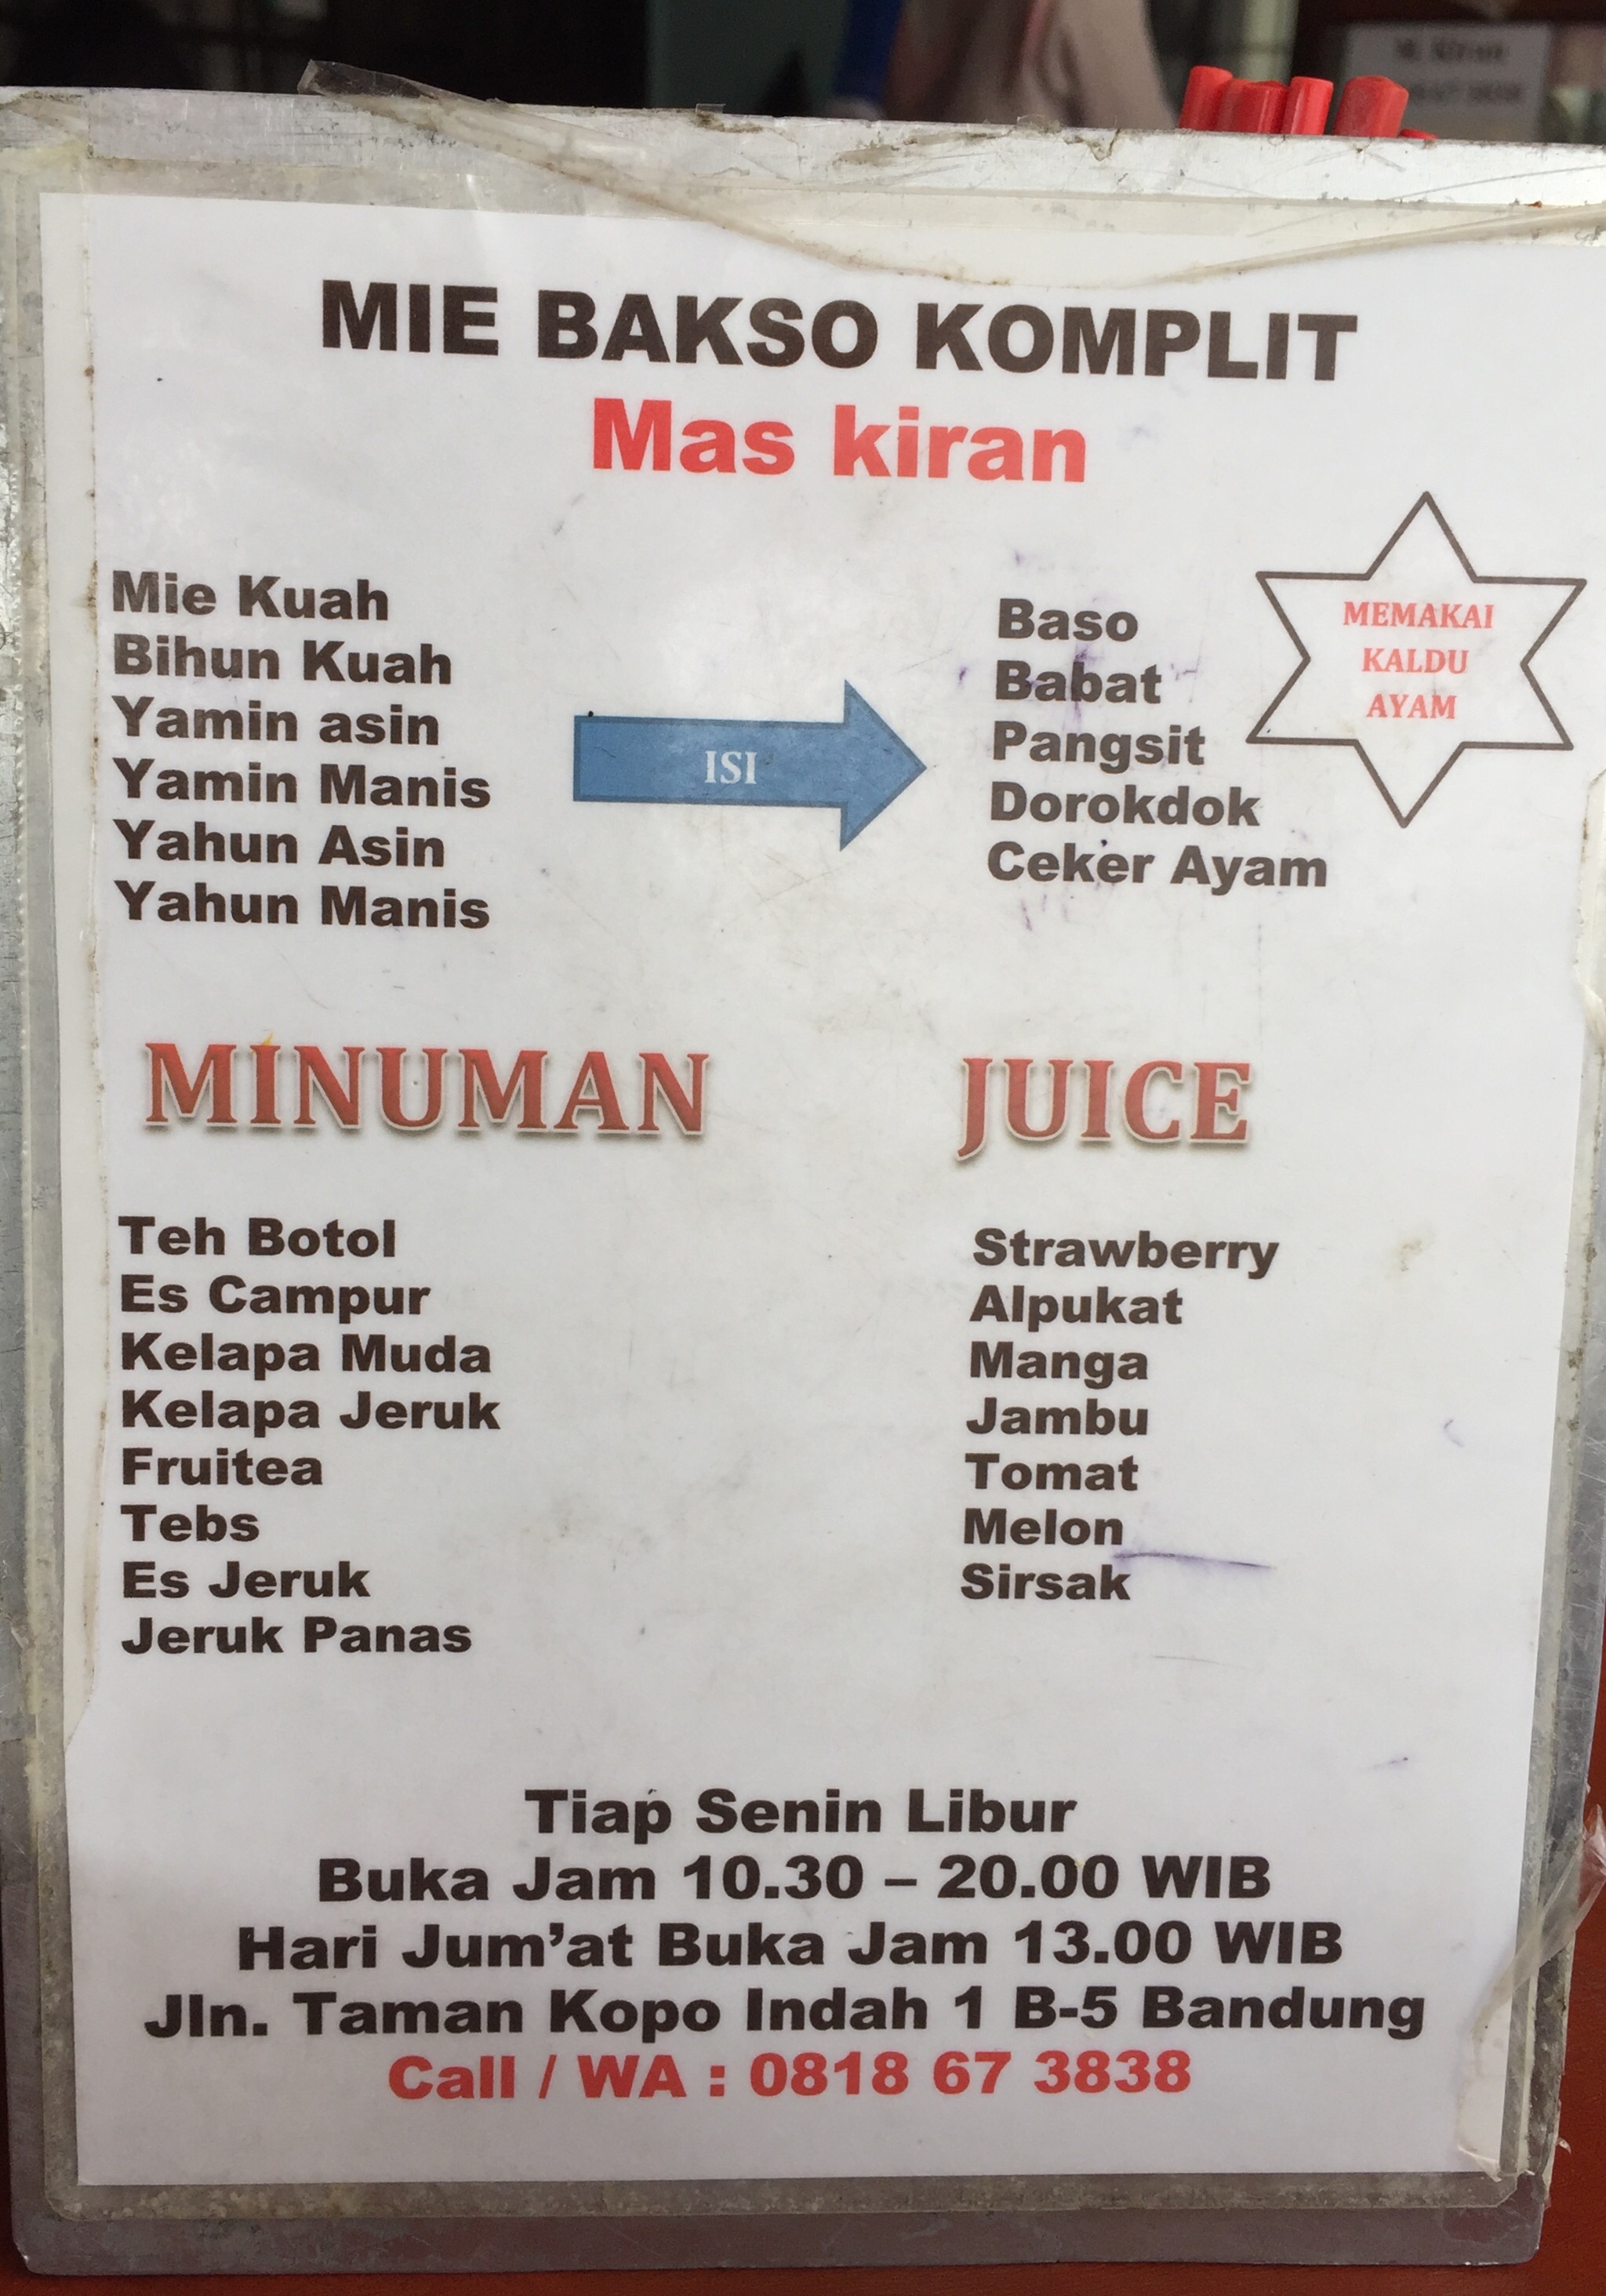 MIE BAKSO KOMPLIT
Mas kiran
Mie Kuah
Bihun Kuah
Yamin asin
Yamin Manis
Yahun Asin
Yahun Manis
ISI
Baso
Babat
Pangsit
Dorokdok
Ceker Ayam
MEMAKAI
KALDU
AYAM
MINUMAN
Teh Botol
Es Campur
Kelapa Muda
Kelapa Jeruk
Fruitea
Tebs
Es Jeruk
Jeruk Panas
JUICE
Strawberry
Alpukat
Manga
Jambu
Tomat
Melon
Sirsak
Tiap Senin Libur
Buka Jam 10.30 – 20.00 WIB
Hari Jum’at Buka Jam 13.00 WIB
Jln. Taman Kopo Indah 1 B-5 Bandung
Call / WA : 0818 67 3838